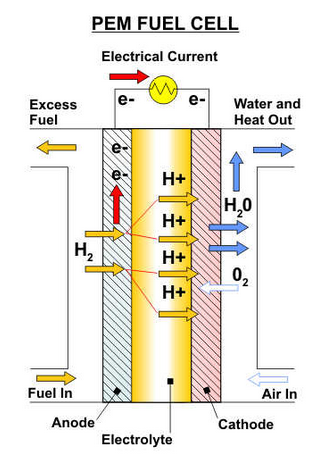 PEM FUEL CELL
Electrical Current
Excess
Fuel
e-
e-
Water and
Heat Out
e-
e-
H+
H+
H+
H+
H2
H20
02
Fuel In
Air In
Anode
Electrolyte
Cathode